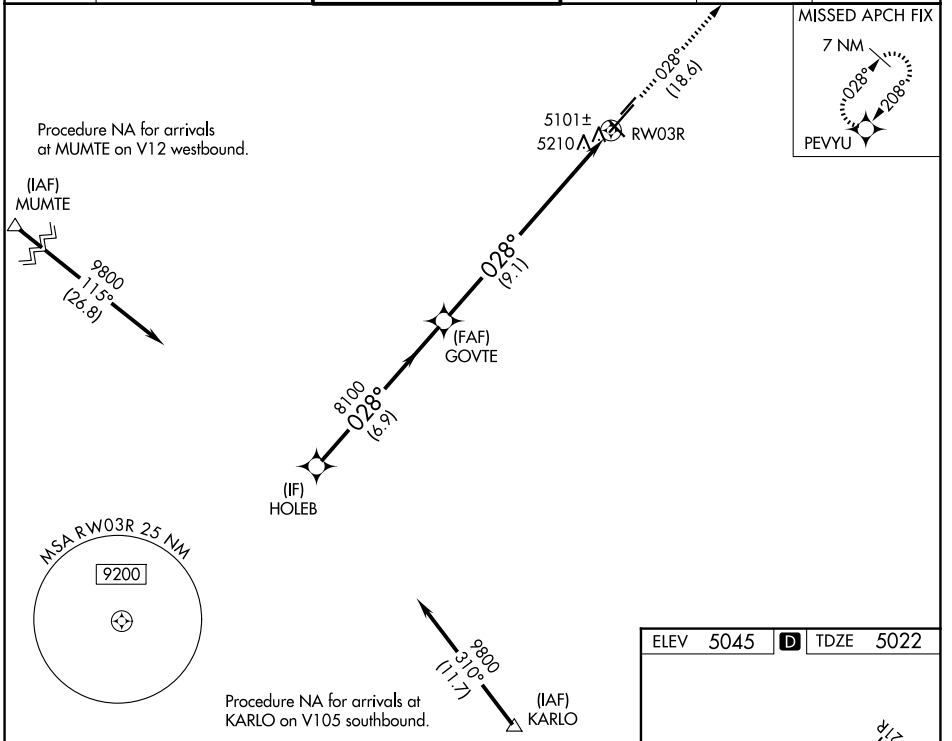 MISSED APCH FIX
7 NM
028°
208°
PEVYU
028°
(18.6)
5101±
5210
RW03R
Procedure NA for arrivals
at MUMTE on V12 westbound.
(IAF)
MUMTE
9800
115°
(26.8)
028°
(9.1)
(FAF)
GOVTE
8100
028°
(6.9)
(IF)
HOLEB
MSA RW03R 25 NM
9200
9800
310°
(11.7)
(IAF)
KARLO
Procedure NA for arrivals at
KARLO on V105 southbound.
ELEV 5045 D TDZE 5022
21R